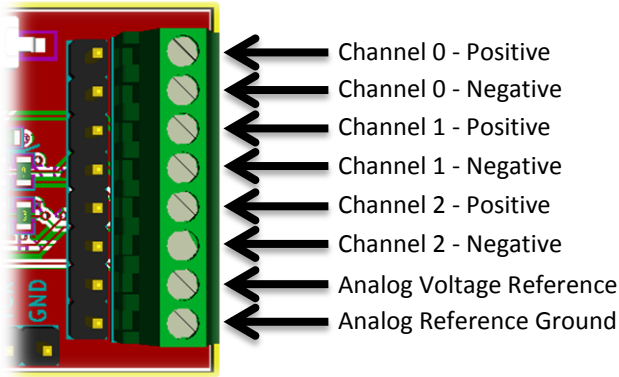 Channel 0 - Positive
Channel 0 - Negative
Channel 1 - Positive
Channel 1 - Negative
Channel 2 - Positive
Channel 2 - Negative
Analog Voltage Reference
Analog Reference Ground
GND